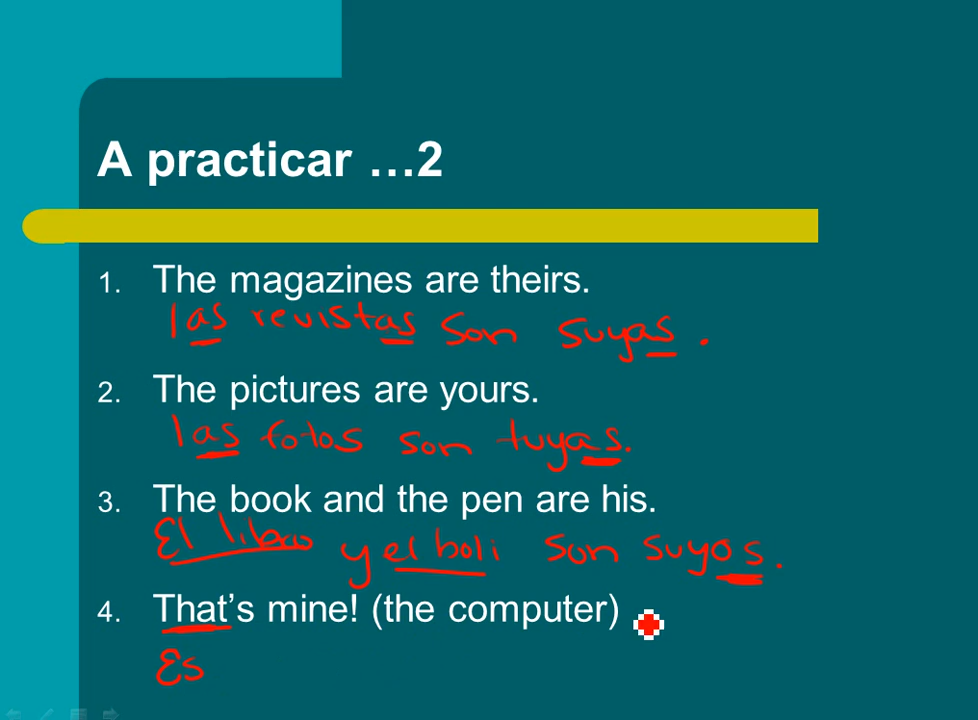 A practicar …2
1. The magazines are theirs.
las revistas son suyas.
2. The pictures are yours.
las fotos son tuyas.
3. The book and the pen are his.
El libro y el boli son suyos.
4. That's mine! (the computer)
Es